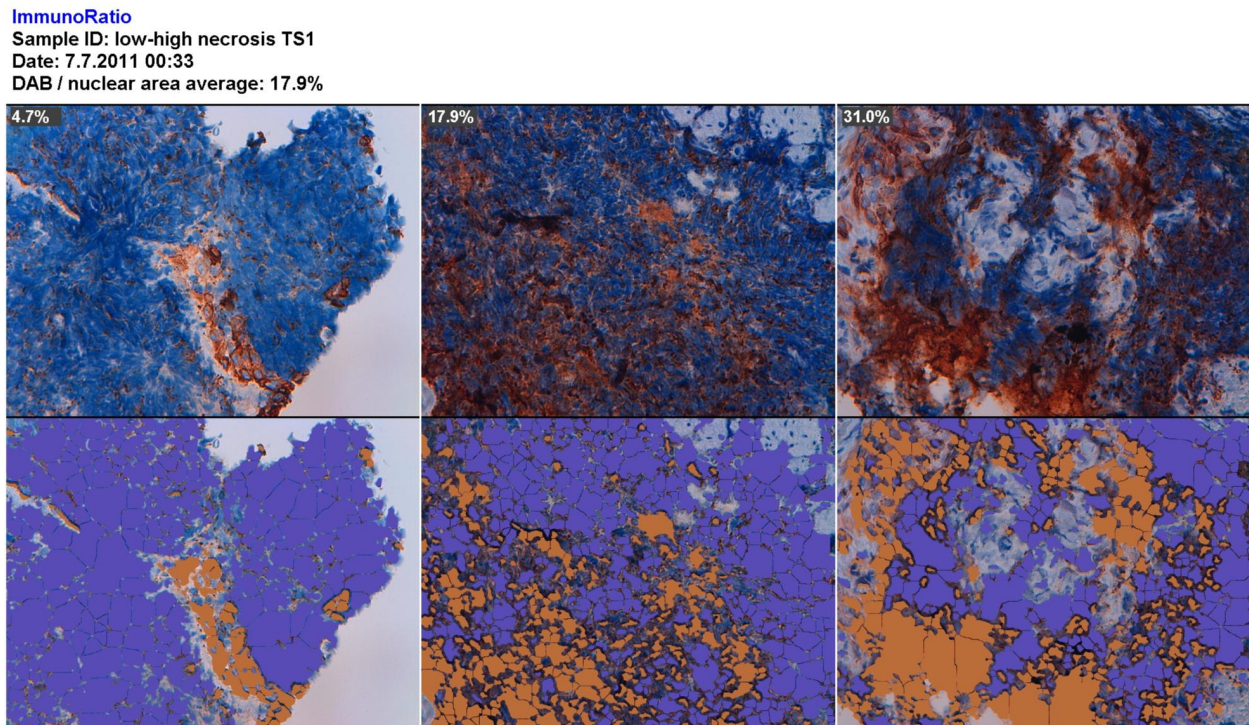 ImmunoRatio
Sample ID: low-high necrosis TS1
Date: 7.7.2011 00:33
DAB / nuclear area average: 17.9%
4.7%
17.9%
31.0%